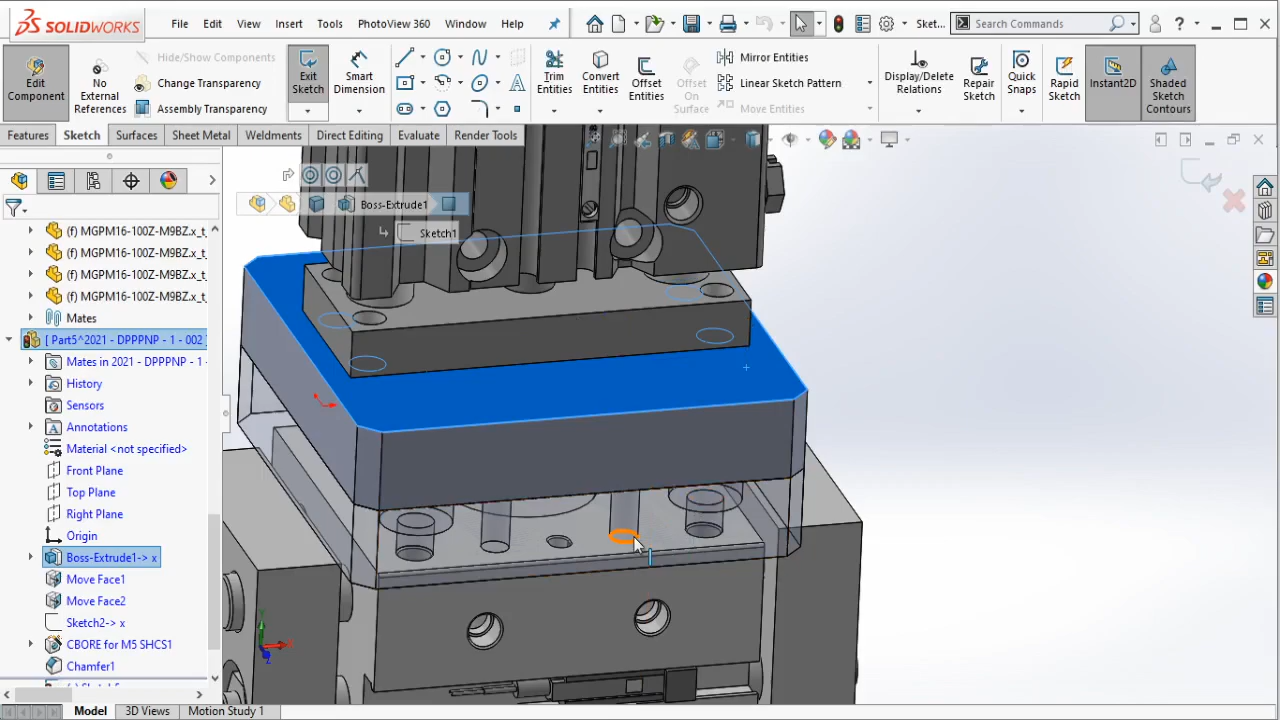 SOLIDWORKS
File Edit View Insert Tools PhotoView 360 Window Help
Sket...
Search Commands
Edit Component
No External References
Hide/Show Components
Change Transparency
Assembly Transparency
Exit Sketch
Smart Dimension
Trim Entities
Convert Entities
Offset Entities
Offset On Surface
Mirror Entities
Linear Sketch Pattern
Move Entities
Display/Delete Relations
Repair Sketch
Quick Snaps
Rapid Sketch
Instant2D
Shaded Sketch Contours
Features Sketch Surfaces Sheet Metal Weldments Direct Editing Evaluate Render Tools
Boss-Extrude1
Sketch1
(f) MGPM16-100Z-M9BZ.x_t_
(f) MGPM16-100Z-M9BZ.x_t_
(f) MGPM16-100Z-M9BZ.x_t_
(f) MGPM16-100Z-M9BZ.x_t_
Mates
[ Part5^2021 - DPPPNP - 1 - 002 ]
Mates in 2021 - DPPPNP - 1 -
History
Sensors
Annotations
Material <not specified>
Front Plane
Top Plane
Right Plane
Origin
Boss-Extrude1-> x
Move Face1
Move Face2
Sketch2-> x
CBORE for M5 SHCS1
Chamfer1
Model 3D Views Motion Study 1